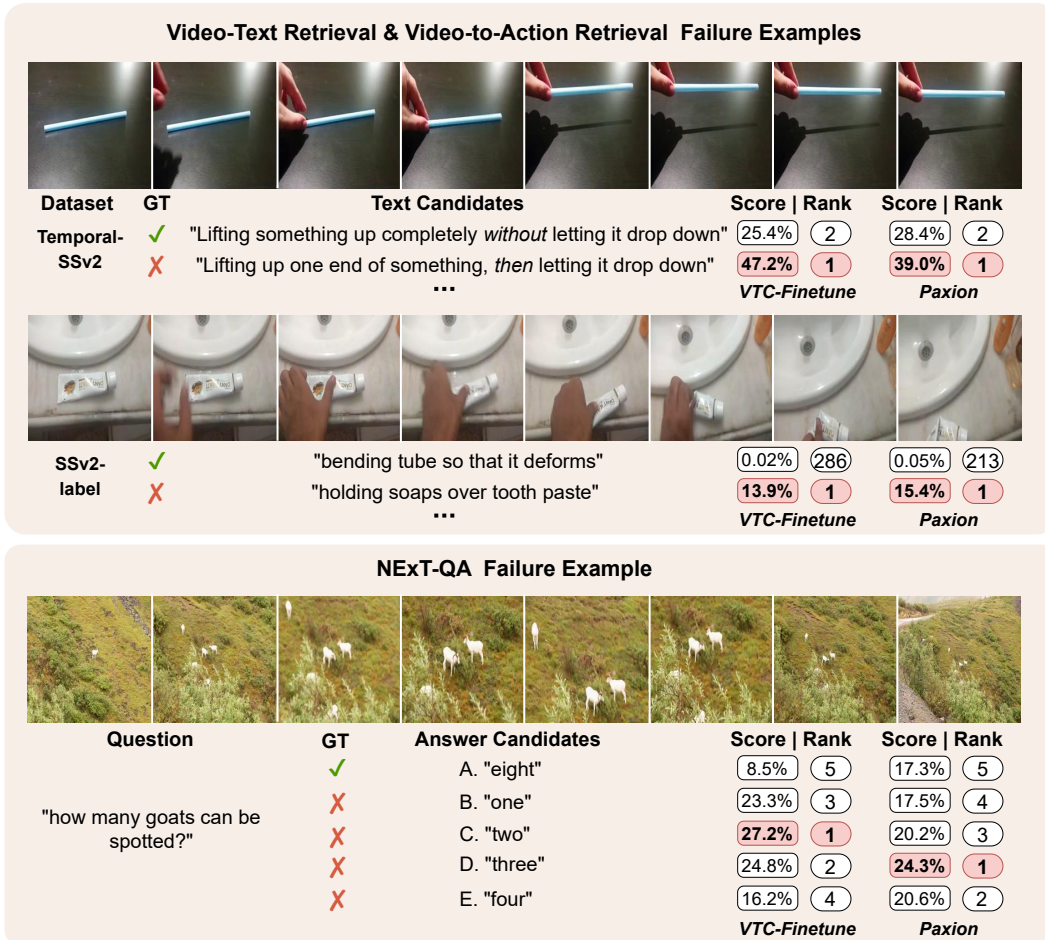 Video-Text Retrieval & Video-to-Action Retrieval Failure Examples
Dataset GT Text Candidates Score | Rank Score | Rank
Temporal-SSv2 ✓ "Lifting something up completely without letting it drop down" 25.4% 2 28.4% 2
✗ "Lifting up one end of something, then letting it drop down" 47.2% 1 39.0% 1
...
VTC-Finetune Paxion
SSv2-label ✓ "bending tube so that it deforms" 0.02% 286 0.05% 213
✗ "holding soaps over tooth paste" 13.9% 1 15.4% 1
...
VTC-Finetune Paxion
NExT-QA Failure Example
Question GT Answer Candidates Score | Rank Score | Rank
"how many goats can be spotted?"
✓ A. "eight" 8.5% 5 17.3% 5
✗ B. "one" 23.3% 3 17.5% 4
✗ C. "two" 27.2% 1 20.2% 3
✗ D. "three" 24.8% 2 24.3% 1
✗ E. "four" 16.2% 4 20.6% 2
VTC-Finetune Paxion